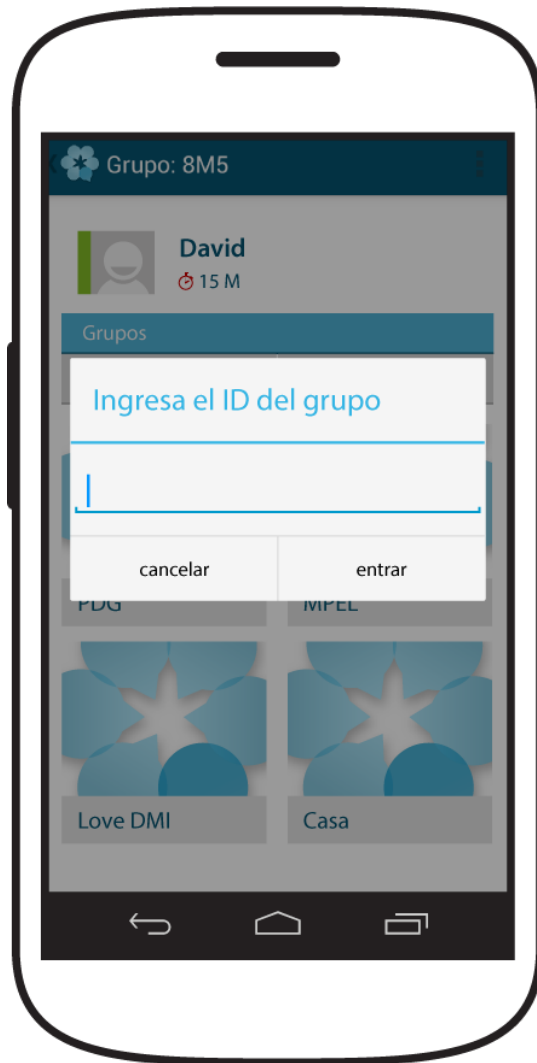 Grupo: 8M5
David
15 M
Grupos
Ingresa el ID del grupo
cancelar entrar
PDG MPEL
Love DMI Casa